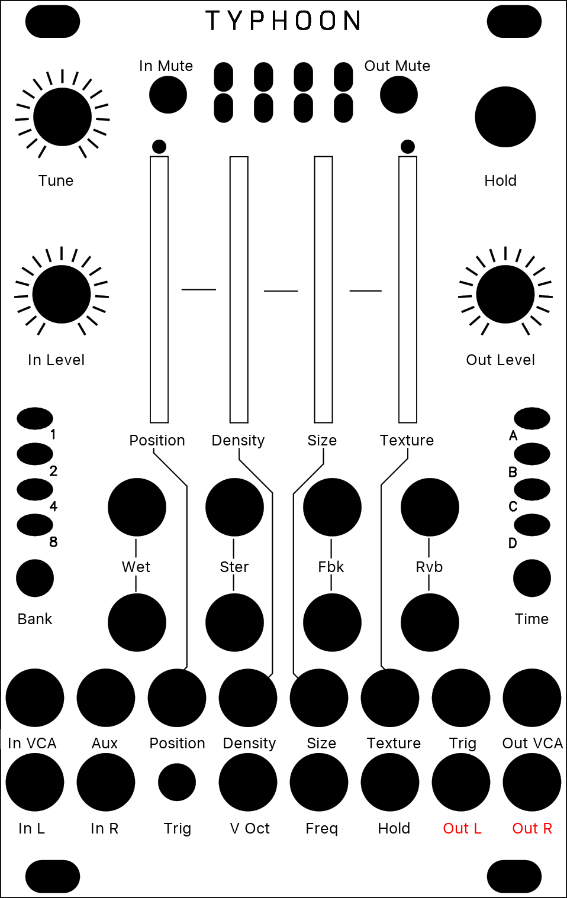 TYPHOON
In Mute Out Mute
Tune Hold
In Level Out Level
1 A
Position Density Size Texture
2 B
4 C
8 D
Wet Ster Fbk Rvb
Bank Time
In VCA Aux Position Density Size Texture Trig Out VCA
In L In R Trig V Oct Freq Hold Out L Out R